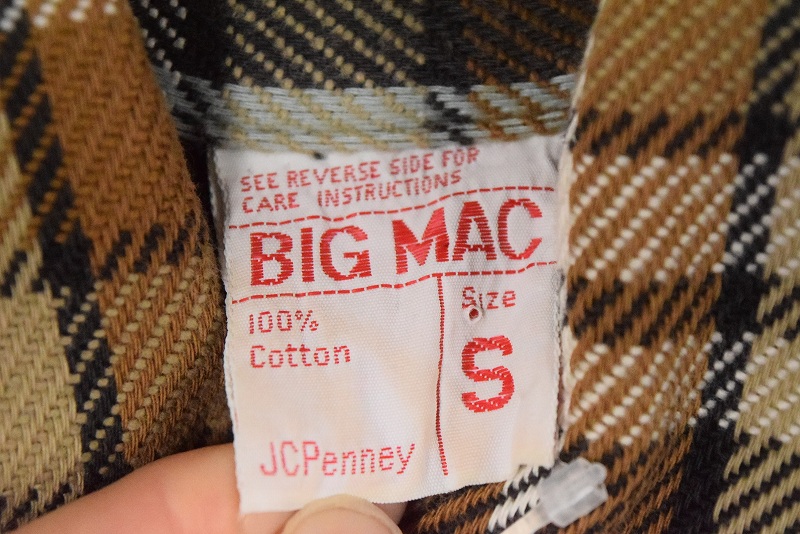 SEE REVERSE SIDE FOR
CARE INSTRUCTIONS
BIG MAC
100%
Cotton
Size
S
JCPenney